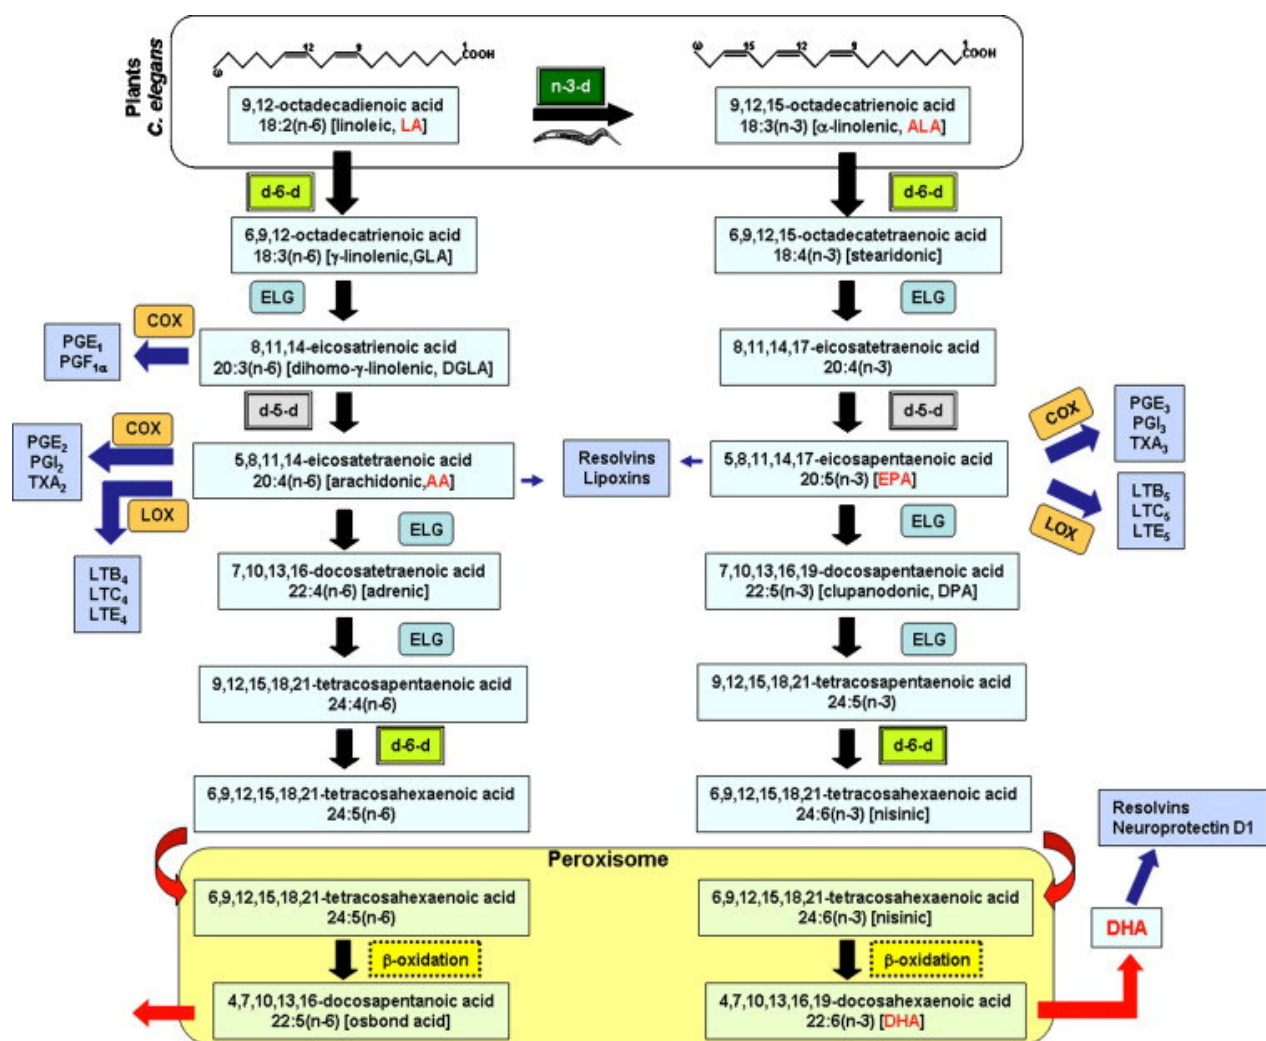 Plants
C. elegans
ω
12
9
1
COOH
9,12-octadecadienoic acid
18:2(n-6) [linoleic, LA]
n-3-d
ω
15
12
9
1
COOH
9,12,15-octadecatrienoic acid
18:3(n-3) [α-linolenic, ALA]
d-6-d
d-6-d
6,9,12-octadecatrienoic acid
18:3(n-6) [γ-linolenic,GLA]
6,9,12,15-octadecatetraenoic acid
18:4(n-3) [stearidonic]
ELG
ELG
COX
PGE1
PGF1α
8,11,14-eicosatrienoic acid
20:3(n-6) [dihomo-γ-linolenic, DGLA]
8,11,14,17-eicosatetraenoic acid
20:4(n-3)
d-5-d
d-5-d
COX
PGE3
PGI3
TXA3
COX
PGE2
PGI2
TXA2
5,8,11,14-eicosatetraenoic acid
20:4(n-6) [arachidonic,AA]
Resolvins
Lipoxins
5,8,11,14,17-eicosapentaenoic acid
20:5(n-3) [EPA]
LOX
LOX
LTB5
LTC5
LTE5
ELG
ELG
LTB4
LTC4
LTE4
7,10,13,16-docosatetraenoic acid
22:4(n-6) [adrenic]
7,10,13,16,19-docosapentaenoic acid
22:5(n-3) [clupanodonic, DPA]
ELG
ELG
9,12,15,18,21-tetracosapentaenoic acid
24:4(n-6)
9,12,15,18,21-tetracosapentaenoic acid
24:5(n-3)
d-6-d
d-6-d
6,9,12,15,18,21-tetracosahexaenoic acid
24:5(n-6)
6,9,12,15,18,21-tetracosahexaenoic acid
24:6(n-3) [nisinic]
Resolvins
Neuroprotectin D1
Peroxisome
6,9,12,15,18,21-tetracosahexaenoic acid
24:5(n-6)
6,9,12,15,18,21-tetracosahexaenoic acid
24:6(n-3) [nisinic]
DHA
β-oxidation
β-oxidation
4,7,10,13,16-docosapentanoic acid
22:5(n-6) [osbond acid]
4,7,10,13,16,19-docosahexaenoic acid
22:6(n-3) [DHA]